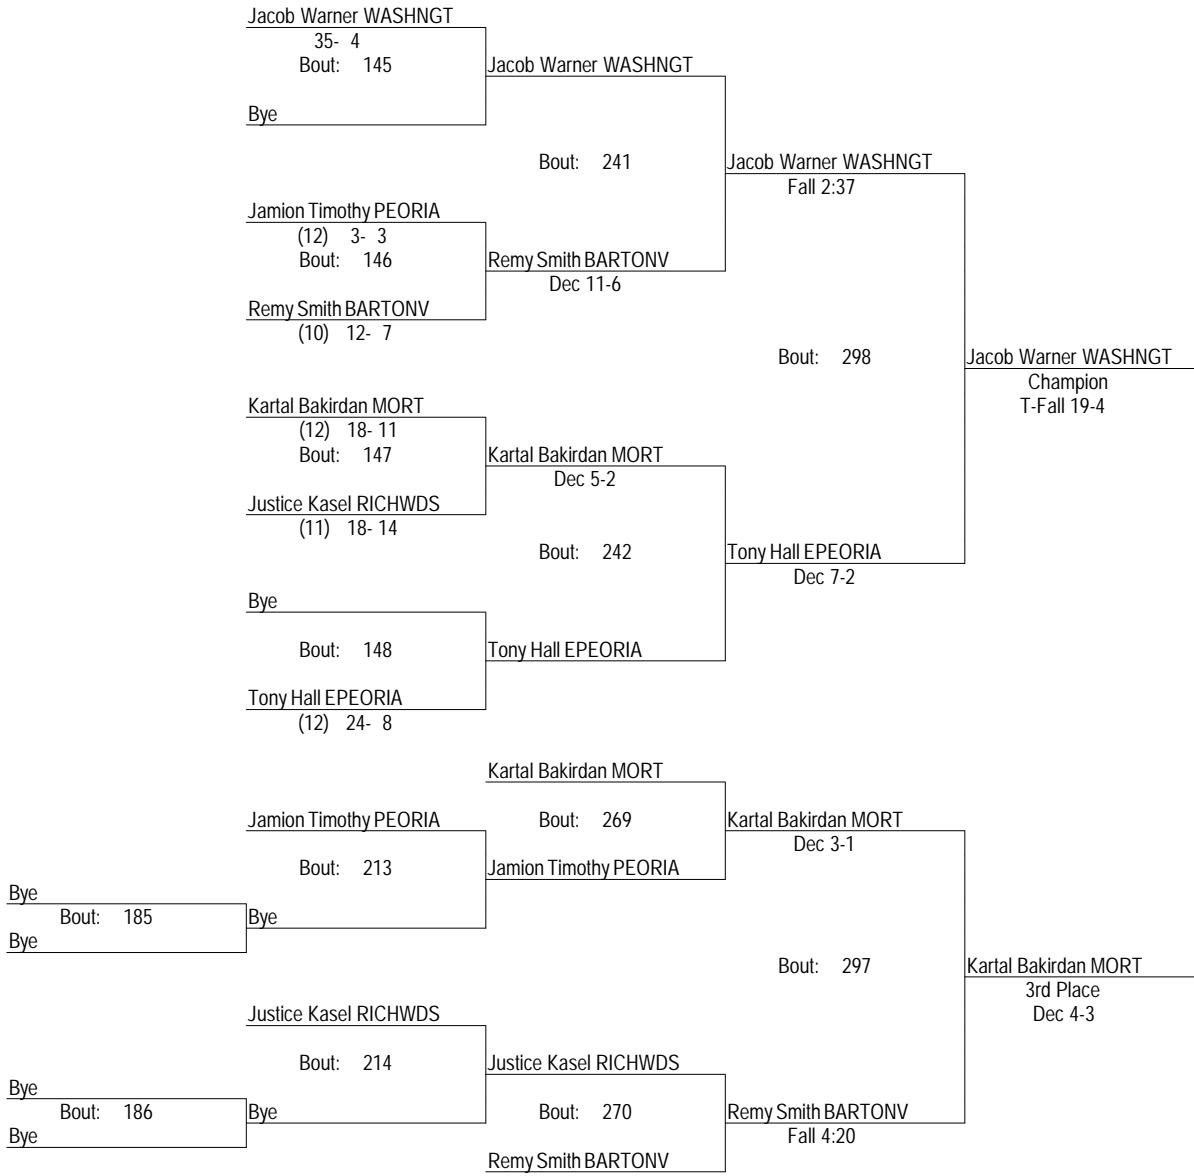 Jacob Warner WASHNGT
35- 4
Bout: 145
Jacob Warner WASHNGT
Bye
Bout: 241
Jacob Warner WASHNGT
Fall 2:37
Jamion Timothy PEORIA
(12) 3- 3
Bout: 146
Remy Smith BARTONV
Dec 11-6
Remy Smith BARTONV
(10) 12- 7
Bout: 298
Jacob Warner WASHNGT
Champion
T-Fall 19-4
Kartal Bakirdan MORT
(12) 18- 11
Bout: 147
Kartal Bakirdan MORT
Dec 5-2
Justice Kasel RICHWDS
(11) 18- 14
Bout: 242
Tony Hall EPEORIA
Dec 7-2
Bye
Bout: 148
Tony Hall EPEORIA
Tony Hall EPEORIA
(12) 24- 8
Kartal Bakirdan MORT
Jamion Timothy PEORIA
Bout: 269
Kartal Bakirdan MORT
Dec 3-1
Bout: 213
Jamion Timothy PEORIA
Bye
Bout: 185
Bye
Bye
Bout: 297
Kartal Bakirdan MORT
3rd Place
Dec 4-3
Justice Kasel RICHWDS
Bout: 214
Justice Kasel RICHWDS
Bye
Bout: 186
Bye
Bye
Bout: 270
Remy Smith BARTONV
Fall 4:20
Remy Smith BARTONV